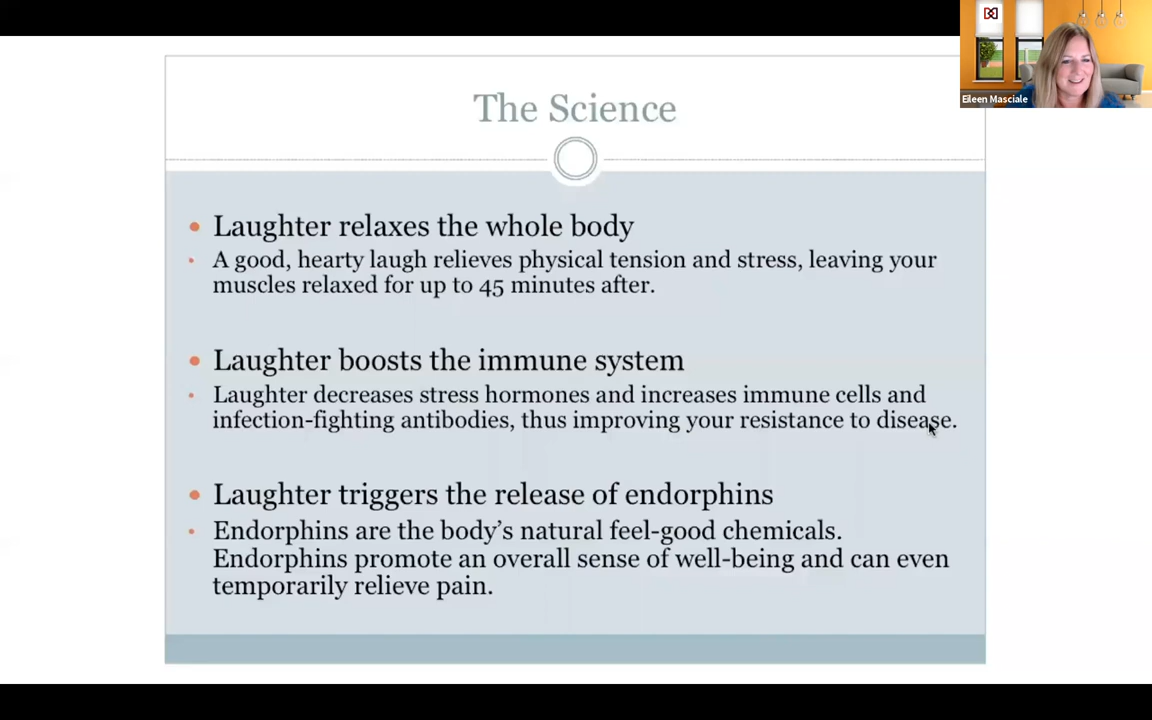 The Science
Eileen Masciale
• Laughter relaxes the whole body
• A good, hearty laugh relieves physical tension and stress, leaving your
muscles relaxed for up to 45 minutes after.
• Laughter boosts the immune system
• Laughter decreases stress hormones and increases immune cells and
infection-fighting antibodies, thus improving your resistance to disease.
• Laughter triggers the release of endorphins
• Endorphins are the body’s natural feel-good chemicals.
Endorphins promote an overall sense of well-being and can even
temporarily relieve pain.